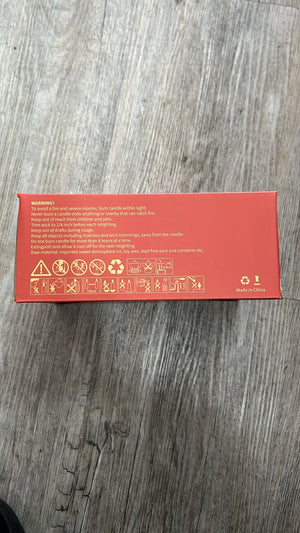 WARNING!
To avoid a fire and severe injuries, burn candle within sight.
Never burn a candle onto anything or nearby that can catch fire.
Keep out of reach from children and pets.
Trim wick to 1/4 inch before each relighting.
Keep out of drafts during usage.
Keep all objects including matches and wick trimmings, away from the candle.
Do not burn candle for more than 4 hours at a time.
Extinguish and allow it cool off for the next relighting.
Raw material: imported sweet atmosphere oil, soy wax, lead-free wick and container etc.
Made in China